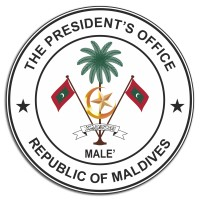 THE PRESIDENT'S OFFICE
MALE'
REPUBLIC OF MALDIVES